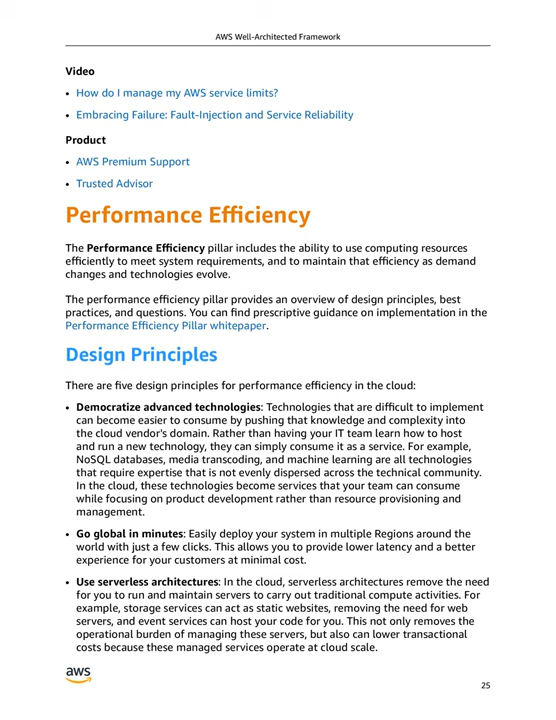 AWS Well-Architected Framework
Video
• How do I manage my AWS service limits?
• Embracing Failure: Fault-Injection and Service Reliability
Product
• AWS Premium Support
• Trusted Advisor
Performance Efficiency
The Performance Efficiency pillar includes the ability to use computing resources
efficiently to meet system requirements, and to maintain that efficiency as demand
changes and technologies evolve.
The performance efficiency pillar provides an overview of design principles, best
practices, and questions. You can find prescriptive guidance on implementation in the
Performance Efficiency Pillar whitepaper.
Design Principles
There are five design principles for performance efficiency in the cloud:
• Democratize advanced technologies: Technologies that are difficult to implement
can become easier to consume by pushing that knowledge and complexity into
the cloud vendor's domain. Rather than having your IT team learn how to host
and run a new technology, they can simply consume it as a service. For example,
NoSQL databases, media transcoding, and machine learning are all technologies
that require expertise that is not evenly dispersed across the technical community.
In the cloud, these technologies become services that your team can consume
while focusing on product development rather than resource provisioning and
management.
• Go global in minutes: Easily deploy your system in multiple Regions around the
world with just a few clicks. This allows you to provide lower latency and a better
experience for your customers at minimal cost.
• Use serverless architectures: In the cloud, serverless architectures remove the need
for you to run and maintain servers to carry out traditional compute activities. For
example, storage services can act as static websites, removing the need for web
servers, and event services can host your code for you. This not only removes the
operational burden of managing these servers, but also can lower transactional
costs because these managed services operate at cloud scale.
aws
25